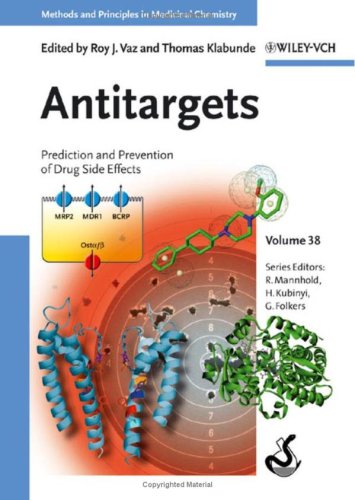 Methods and Principles in Medicinal Chemistry
Edited by Roy J. Vaz and Thomas Klabunde
WILEY-VCH
Antitargets
Prediction and Prevention
of Drug Side Effects
MRP2 MDR1 BCRP
Ostαβ
Volume 38
Series Editors:
R. Mannhold,
H. Kubinyi,
G. Folkers
Copyrighted Material